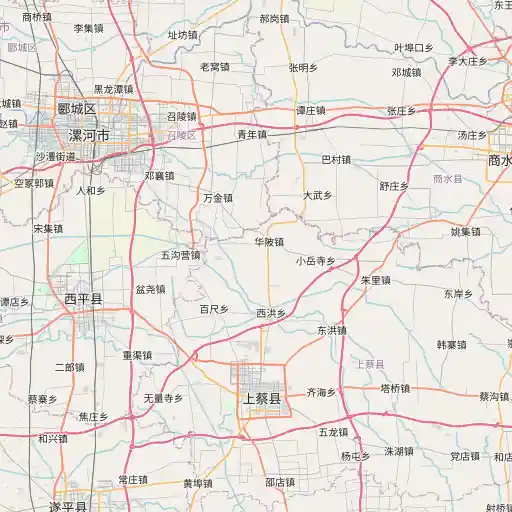 商桥镇
郝岗镇
东王
李集镇
坵坊镇
叶埠口乡
郾城区
李大庄乡
老窝镇
张明乡
邓城镇
黑龙潭镇
郾城区
召陵镇
谭庄镇
张庄乡
漯河市
召陵区
青年镇
汤庄乡
沙澧街道
巴村镇
商水
空冢郭镇
人和乡
邓襄镇
舒庄乡
商水县
万金镇
大武乡
宋集镇
姚集镇
华陂镇
五沟营镇
小岳寺乡
朱里镇
西平县
盆尧镇
东岸乡
谭店乡
百尺乡
西洪乡
东洪镇
韩寨镇
重渠镇
二郎镇
上蔡县
蔡寨乡
无量寺乡
上蔡县
齐海乡
塔桥镇
蔡沟镇
焦庄乡
和兴镇
五龙镇
洙湖镇
杨屯乡
党店镇
和店
常庄镇
黄埠镇
邵店镇
遂平县
射桥镇